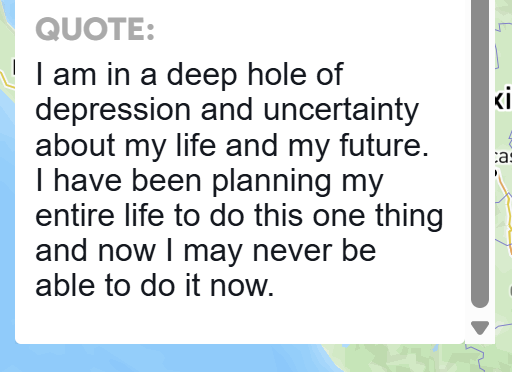 QUOTE:
I am in a deep hole of
depression and uncertainty
about my life and my future.
I have been planning my
entire life to do this one thing
and now I may never be
able to do it now.